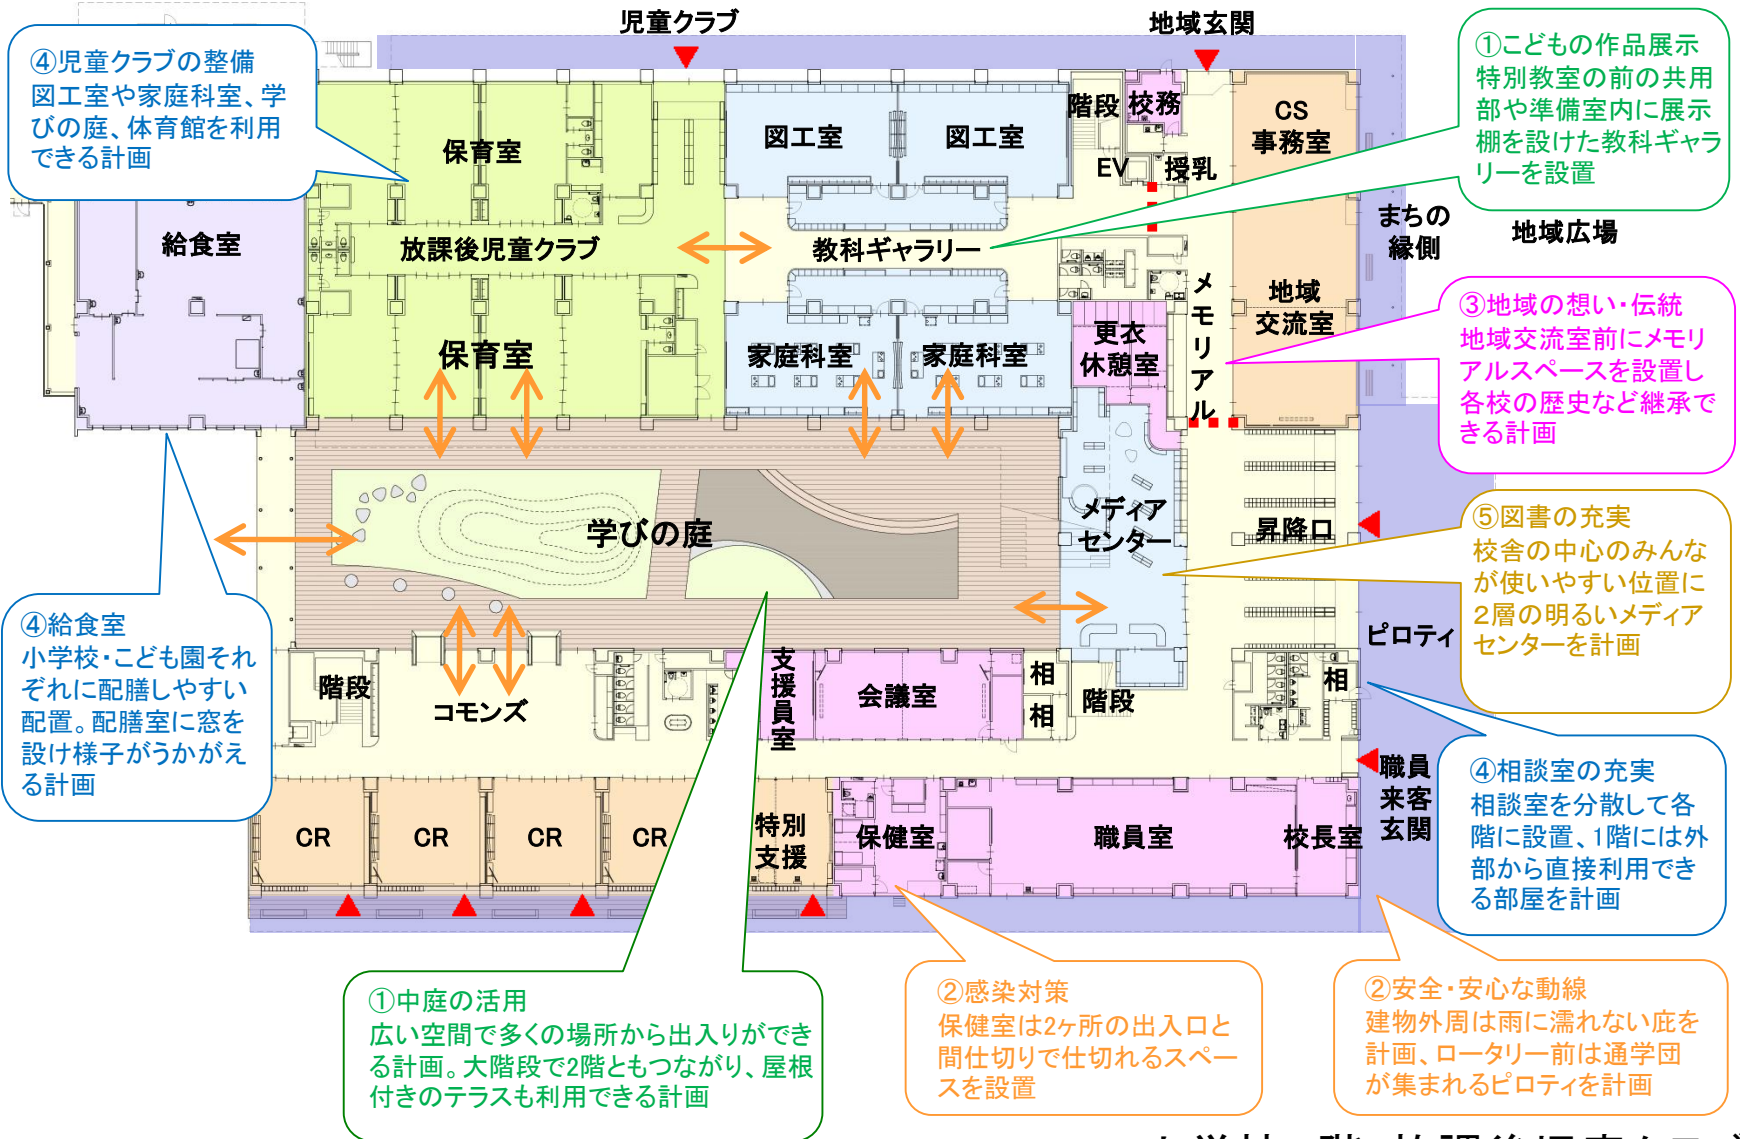 児童クラブ
地域玄関
④児童クラブの整備
図工室や家庭科室、学
びの庭、体育館を利用
できる計画
①こどもの作品展示
特別教室の前の共用
部や準備室内に展示
棚を設けた教科ギャラ
リーを設置
保育室
図工室
図工室
階段
校務
CS
事務室
EV
授乳
給食室
放課後児童クラブ
教科ギャラリー
まちの
縁側
地域広場
メモリアル
地域
交流室
保育室
家庭科室
家庭科室
更衣
休憩室
③地域の想い・伝統
地域交流室前にメモリ
アルスペースを設置し
各校の歴史など継承で
きる計画
学びの庭
メディア
センター
昇降口
⑤図書の充実
校舎の中心のみんな
が使いやすい位置に
2層の明るいメディア
センターを計画
ピロティ
④給食室
小学校・こども園それ
ぞれに配膳しやすい
配置。配膳室に窓を
設け様子がうかがえ
る計画
階段
コモンズ
支援員室
会議室
相
相
階段
相
職員
来客
玄関
④相談室の充実
相談室を分散して各
階に設置、1階には外
部から直接利用でき
る部屋を計画
CR
CR
CR
CR
特別
支援
保健室
職員室
校長室
①中庭の活用
広い空間で多くの場所から出入りができ
る計画。大階段で2階ともつながり、屋根
付きのテラスも利用できる計画
②感染対策
保健室は2ヶ所の出入口と
間仕切りで仕切れるスペー
スを設置
②安全・安心な動線
建物外周は雨に濡れない庇を
計画、ロータリー前は通学団
が集まれるピロティを計画